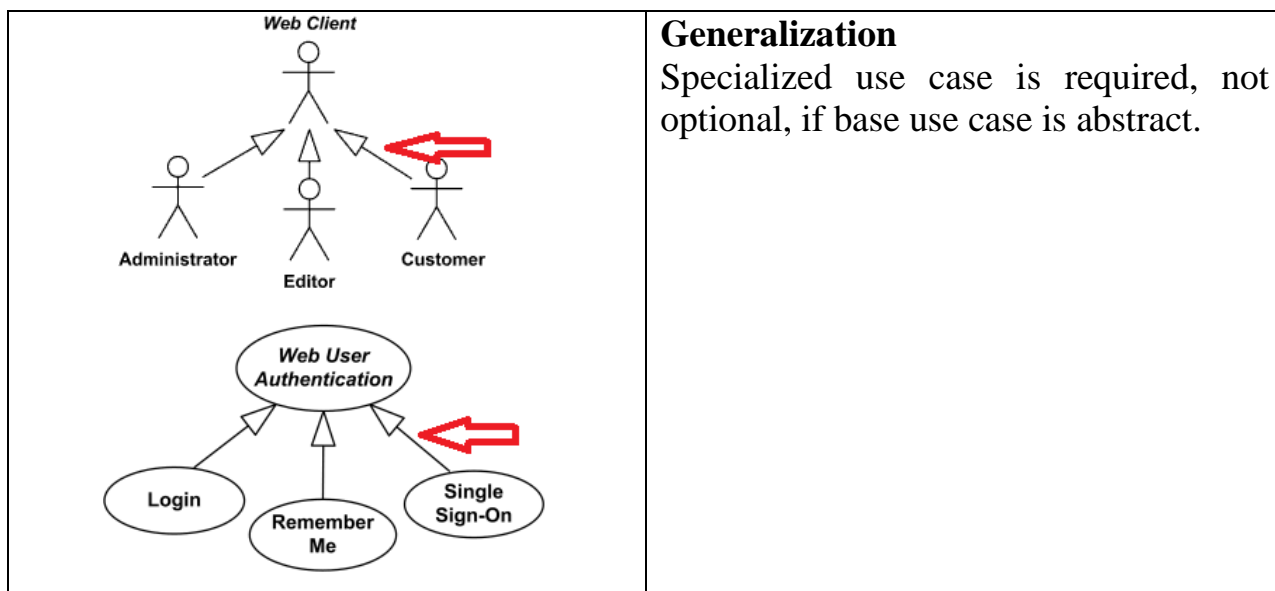 Web Client
Administrator
Editor
Customer
Web User
Authentication
Login
Remember
Me
Single
Sign-On
Generalization
Specialized use case is required, not
optional, if base use case is abstract.